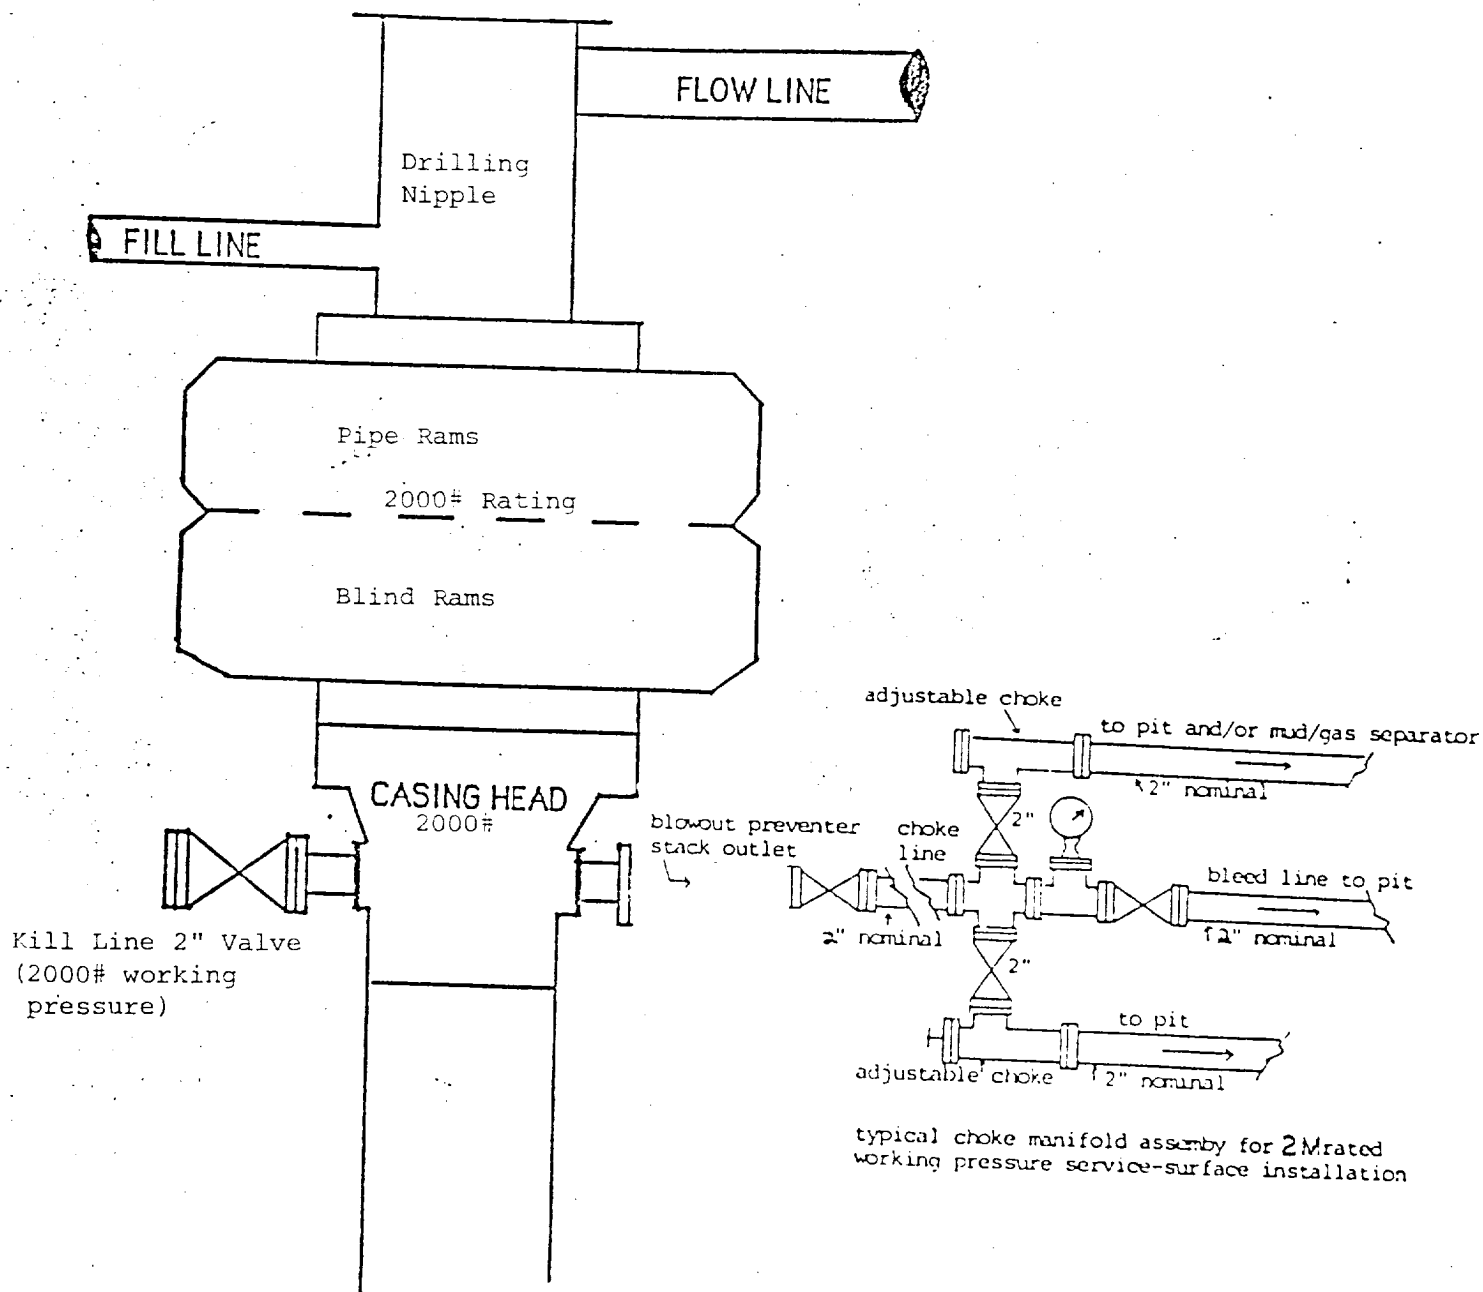 FLOW LINE
Drilling
Nipple
FILL LINE
Pipe Rams
2000# Rating
Blind Rams
CASING HEAD
2000#
Kill Line 2" Valve
(2000# working
pressure)
blowout preventer
stack outlet
adjustable choke
to pit and/or mud/gas separator
2" nominal
2"
choke
line
bleed line to pit
2" nominal
2" nominal
2"
to pit
adjustable choke
2" nominal
typical choke manifold assemby for 2M rated
working pressure service-surface installation